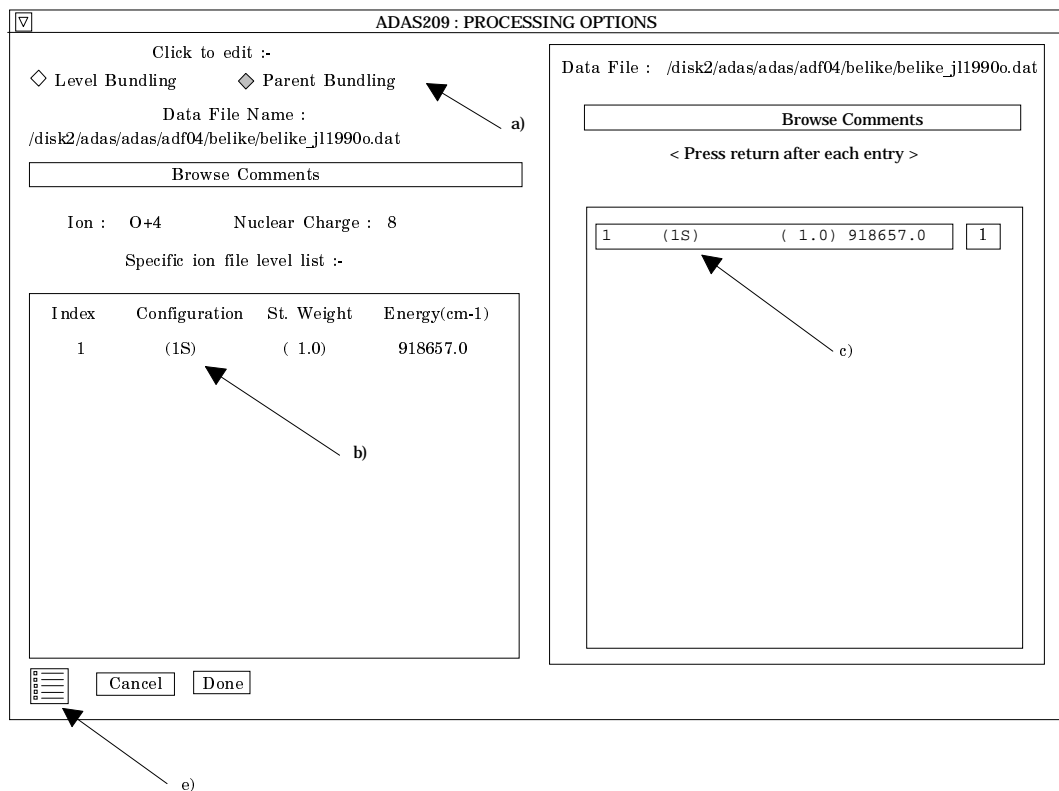 ADAS209 : PROCESSING OPTIONS
Click to edit :-
Level Bundling Parent Bundling
a)
Data File Name :
/disk2/adas/adas/adf04/belike/belike_jl1990o.dat
Browse Comments
Ion : O+4 Nuclear Charge : 8
Specific ion file level list :-
Index Configuration St. Weight Energy(cm-1)
1 (1S) ( 1.0) 918657.0
b)
Cancel Done
e)
Data File : /disk2/adas/adas/adf04/belike/belike_jl1990o.dat
Browse Comments
< Press return after each entry >
1 (1S) ( 1.0) 918657.0 1
c)